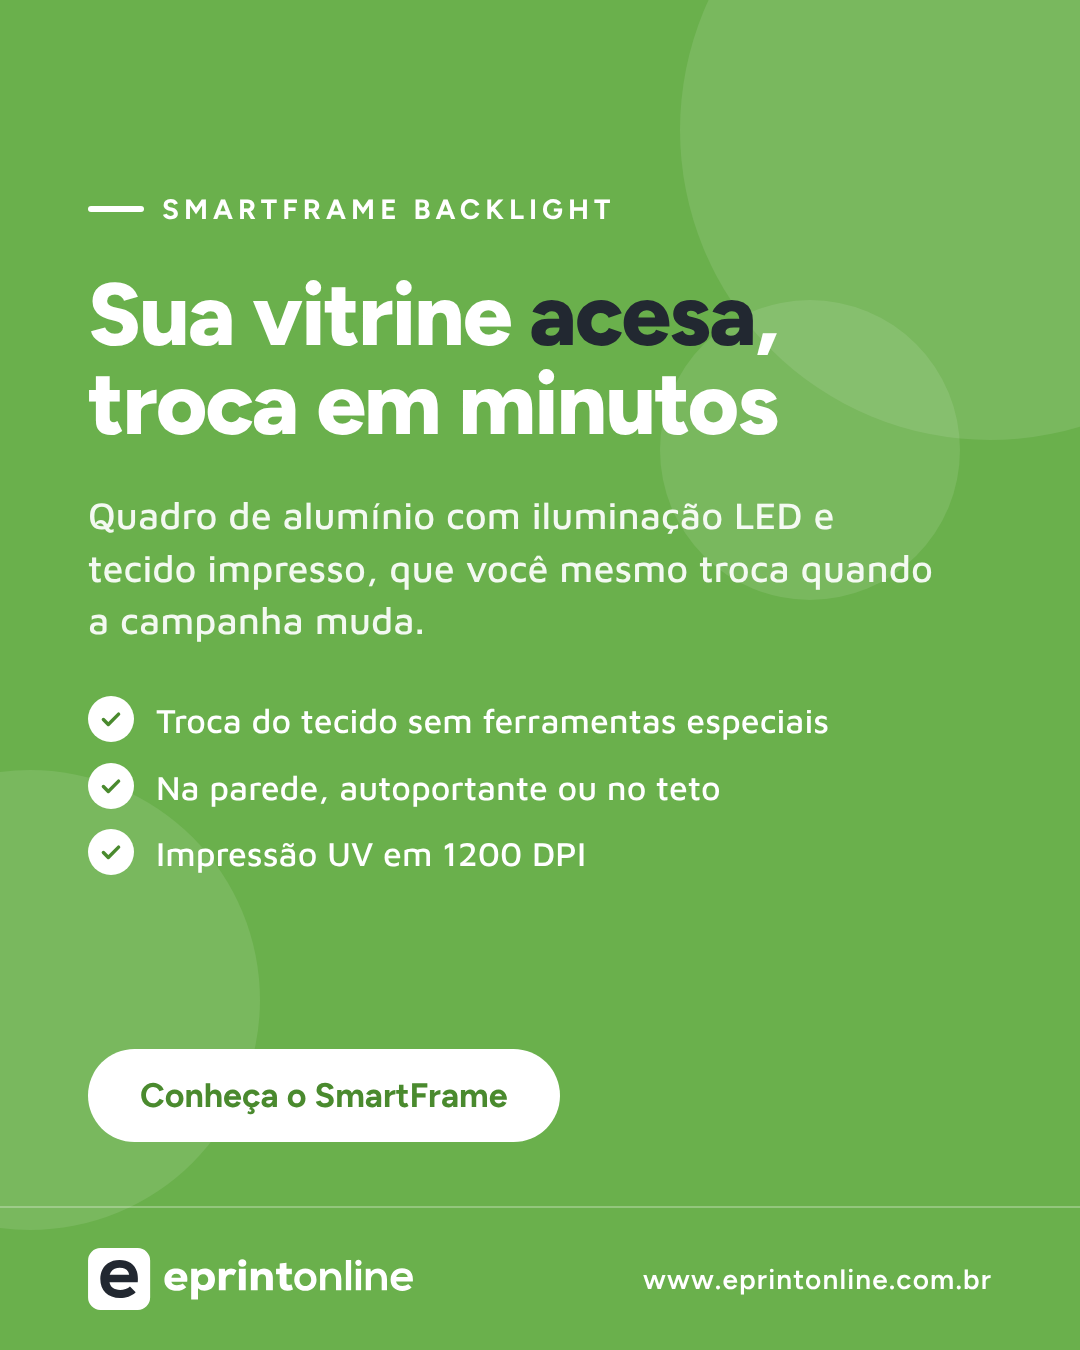 SMARTFRAME BACKLIGHT
Sua vitrine acesa,
troca em minutos
Quadro de alumínio com iluminação LED e
tecido impresso, que você mesmo troca quando
a campanha muda.
Troca do tecido sem ferramentas especiais
Na parede, autoportante ou no teto
Impressão UV em 1200 DPI
Conheça o SmartFrame
e eprintonline
www.eprintonline.com.br